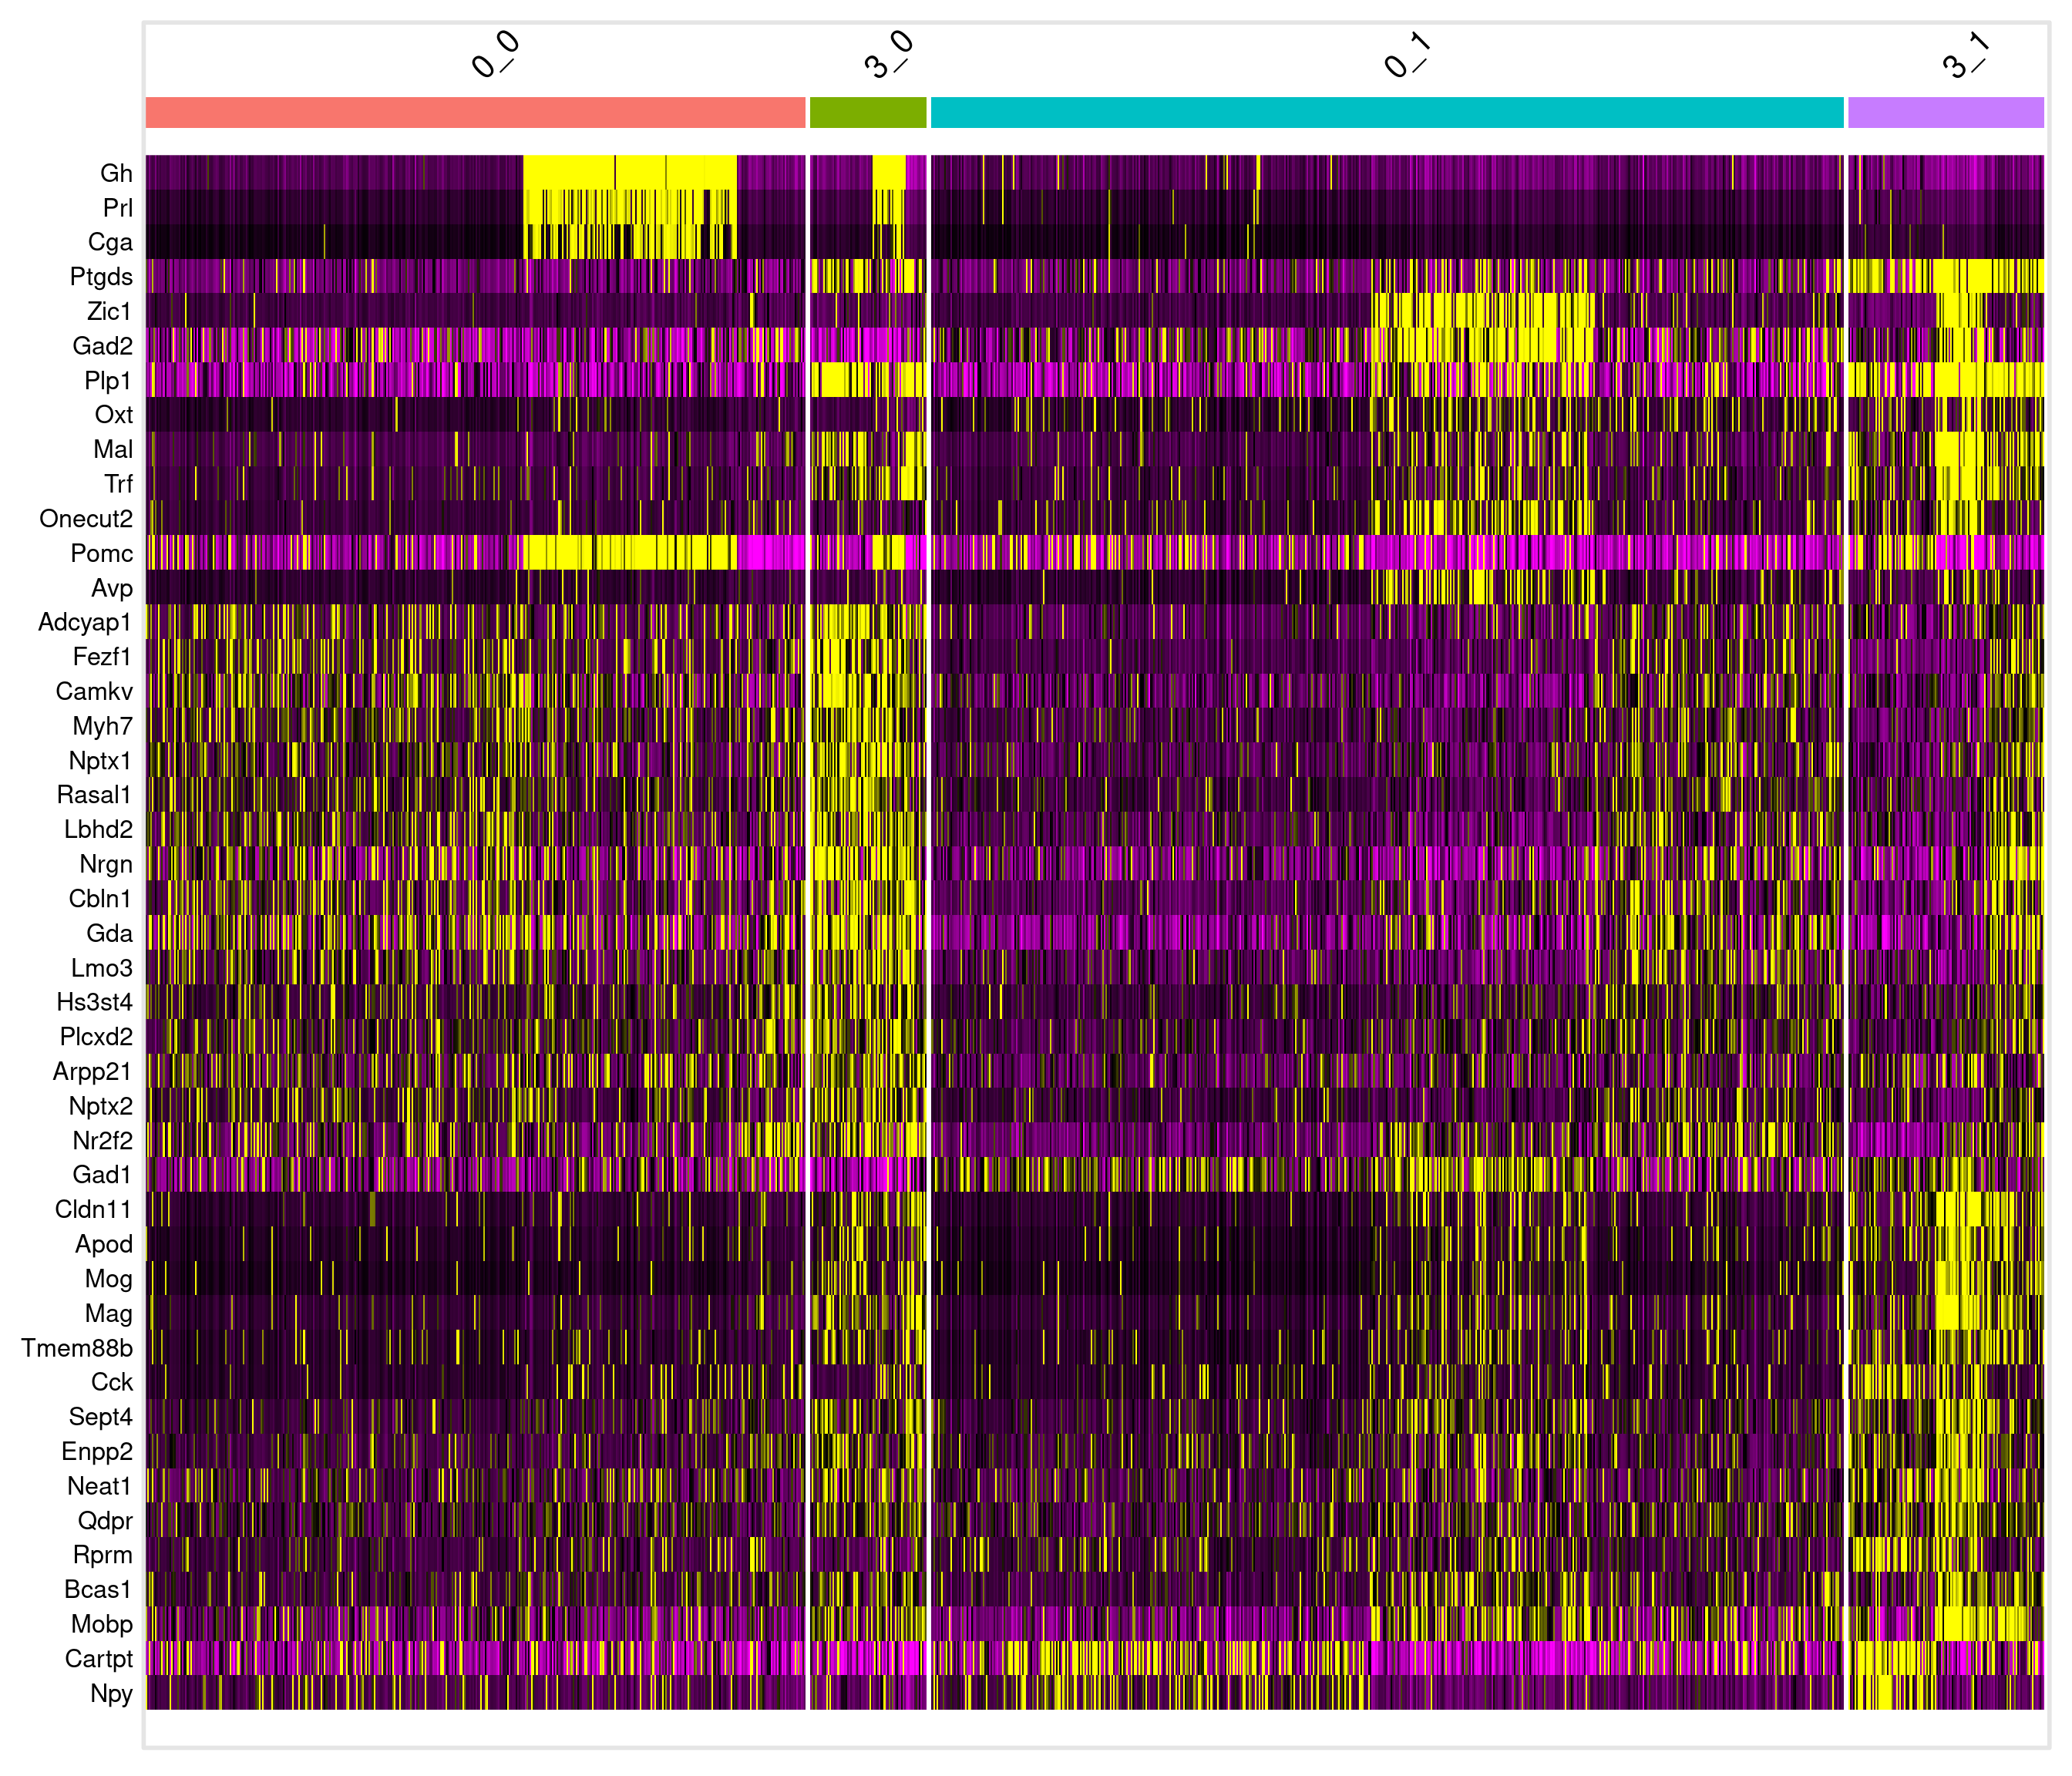 0_0
3_0
0_1
3_1
Gh
Prl
Cga
Ptgds
Zic1
Gad2
Plp1
Oxt
Mal
Trf
Onecut2
Pomc
Avp
Adcyap1
Fezf1
Camkv
Myh7
Nptx1
Rasal1
Lbhd2
Nrgn
Cbln1
Gda
Lmo3
Hs3st4
Plcxd2
Arpp21
Nptx2
Nr2f2
Gad1
Cldn11
Apod
Mog
Mag
Tmem88b
Cck
Sept4
Enpp2
Neat1
Qdpr
Rprm
Bcas1
Mobp
Cartpt
Npy